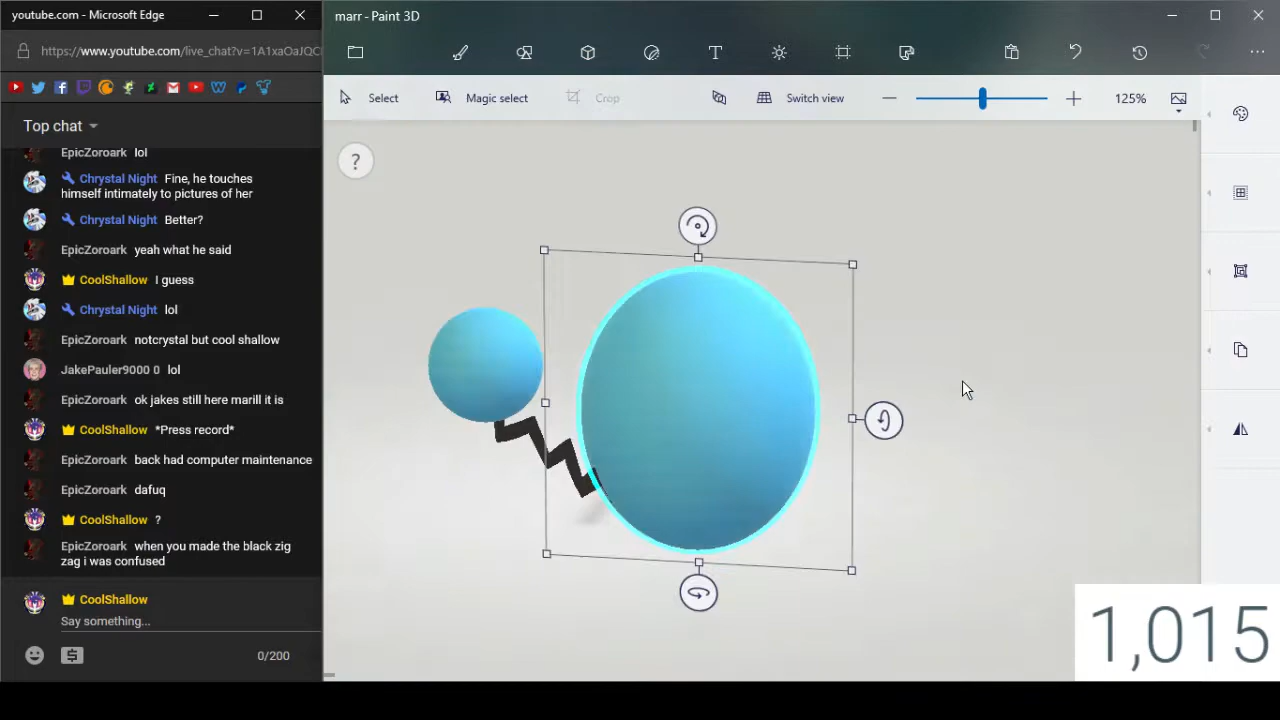 youtube.com - Microsoft Edge
https://www.youtube.com/live_chat?v=1A1xaOaJQC
Top chat
EpicZoroark lol
Chrystal Night Fine, he touches
himself intimately to pictures of her
Chrystal Night Better?
EpicZoroark yeah what he said
CoolShallow I guess
Chrystal Night lol
EpicZoroark notcrystal but cool shallow
JakePauler9000 0 lol
EpicZoroark ok jakes still here marill it is
CoolShallow *Press record*
EpicZoroark back had computer maintenance
EpicZoroark dafuq
CoolShallow ?
EpicZoroark when you made the black zig
zag i was confused
CoolShallow
Say something...
0/200
marr - Paint 3D
Select Magic select Crop Switch view 125%
?
1,015